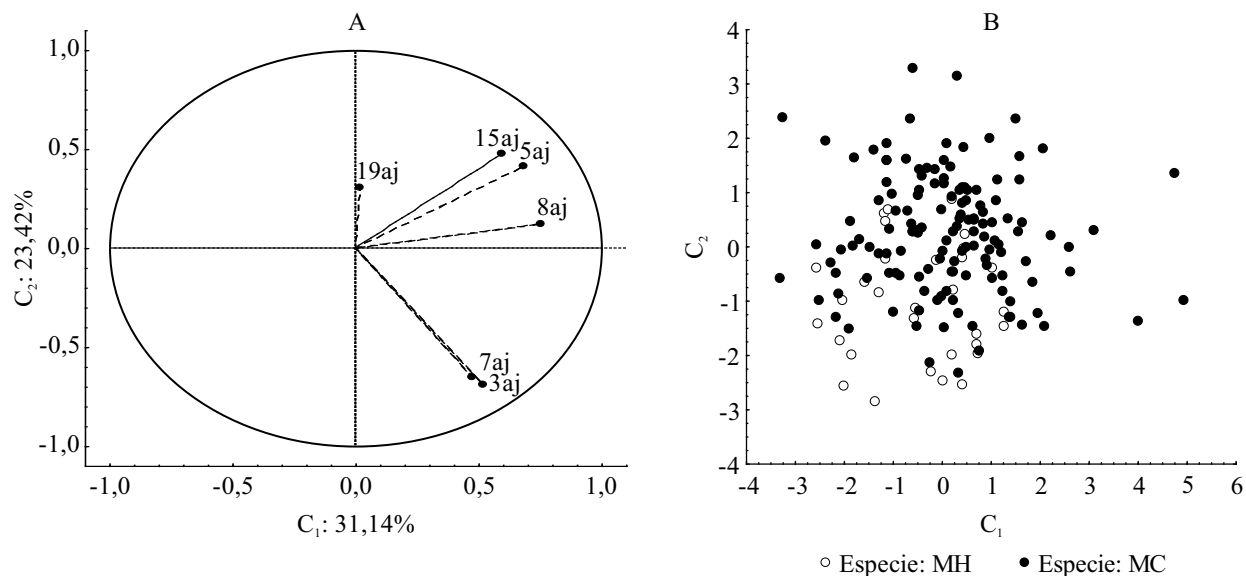 A
1,0
0,5
0,0
-0,5
-1,0
C₂: 23,42%
15aj
5aj
19aj
8aj
7aj
3aj
-1,0 -0,5 0,0 0,5 1,0
C₁: 31,14%
B
4
3
2
1
0
-1
-2
-3
-4
C₂
-4 -3 -2 -1 0 1 2 3 4 5 6
C₁
Especie: MH Especie: MC